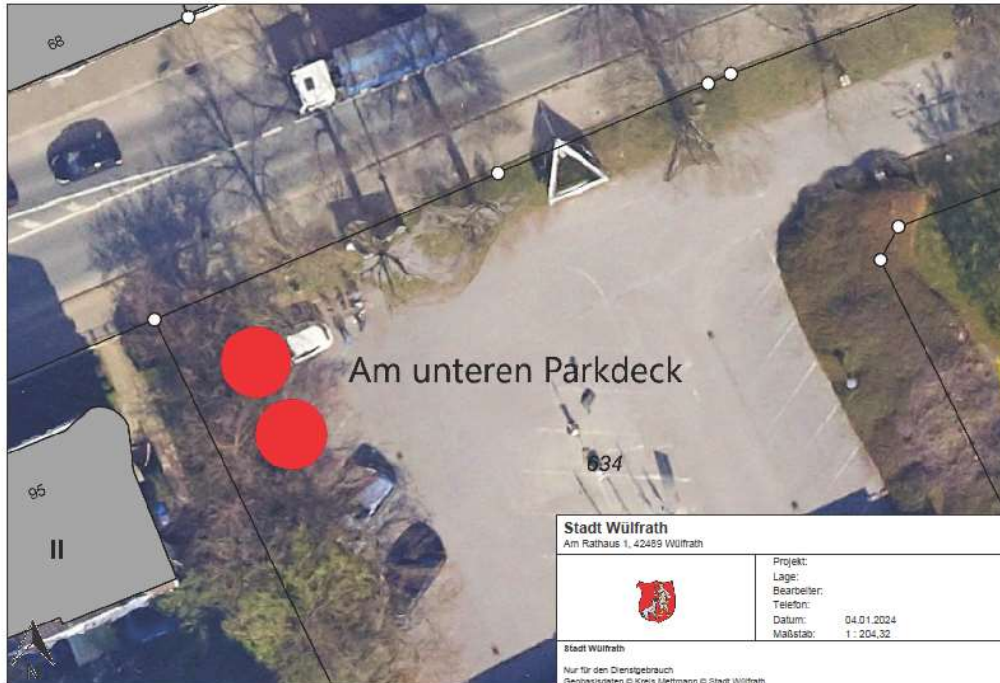 68
Am unteren Parkdeck
634
95
II
N
Stadt Wülfrath
Am Rathaus 1, 42489 Wülfrath
Projekt:
Lage:
Bearbeiter:
Telefon:
Datum: 04.01.2024
Maßstab: 1: 204,32
Stadt Wülfrath
Nur für den Dienstgebrauch
Geobasisdaten © Kreis Mettmann © Stadt Wülfrath